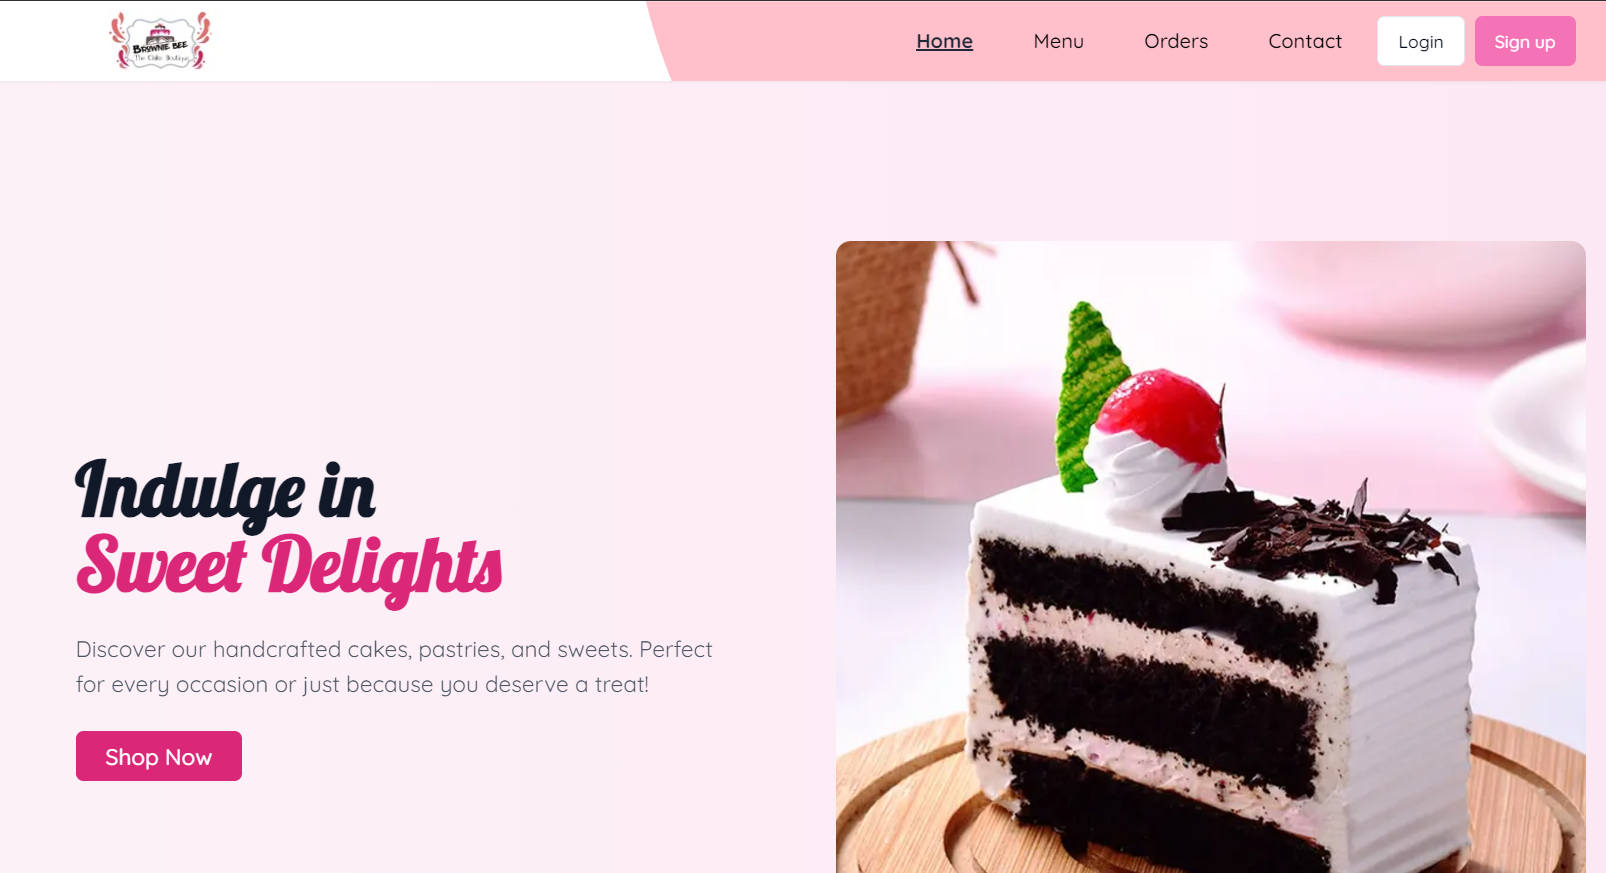 BROWNIE BEE
The Cake Boutique
Home
Menu
Orders
Contact
Login
Sign up
Indulge in
Sweet Delights
Discover our handcrafted cakes, pastries, and sweets. Perfect
for every occasion or just because you deserve a treat!
Shop Now